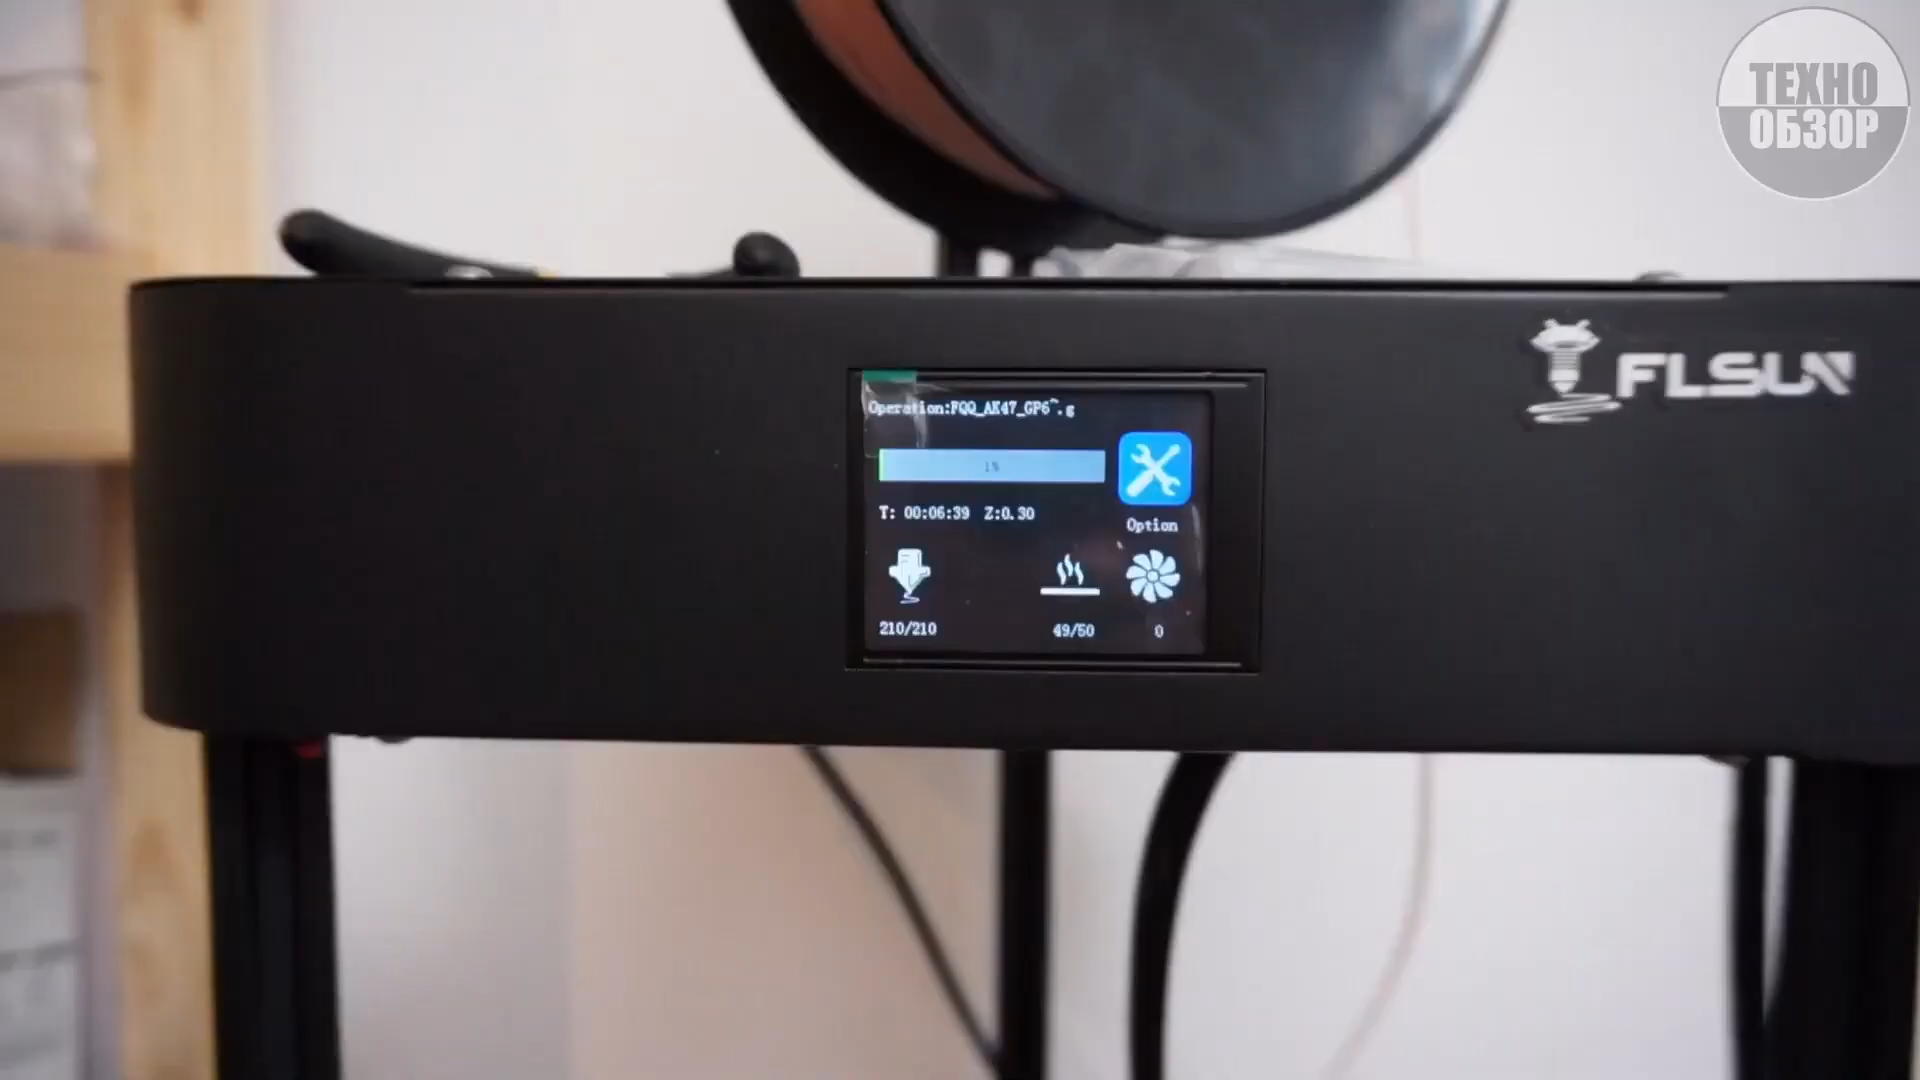 ТЕХНО
ОБЗОР
FLSUN
Operation:FQQ_AK47_GP6~.g
1%
T: 00:06:39 Z:0.30
Option
210/210
49/50
0